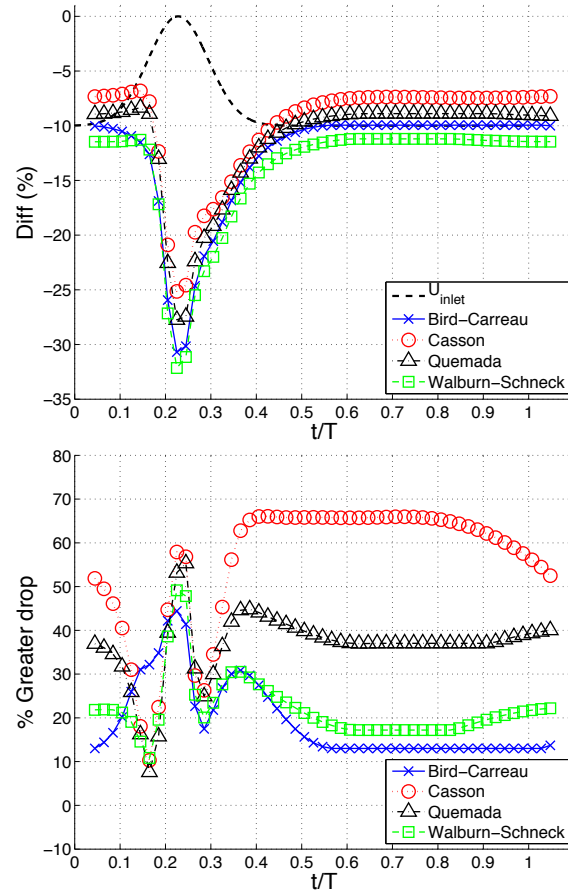 0
−5
−10
−15
−20
−25
−30
−35
Diff (%)
0 0.1 0.2 0.3 0.4 0.5 0.6 0.7 0.8 0.9 1
t/T
U_inlet
Bird−Carreau
Casson
Quemada
Walburn−Schneck
80
70
60
50
40
30
20
10
0
−10
% Greater drop
0 0.1 0.2 0.3 0.4 0.5 0.6 0.7 0.8 0.9 1
t/T
Bird−Carreau
Casson
Quemada
Walburn−Schneck